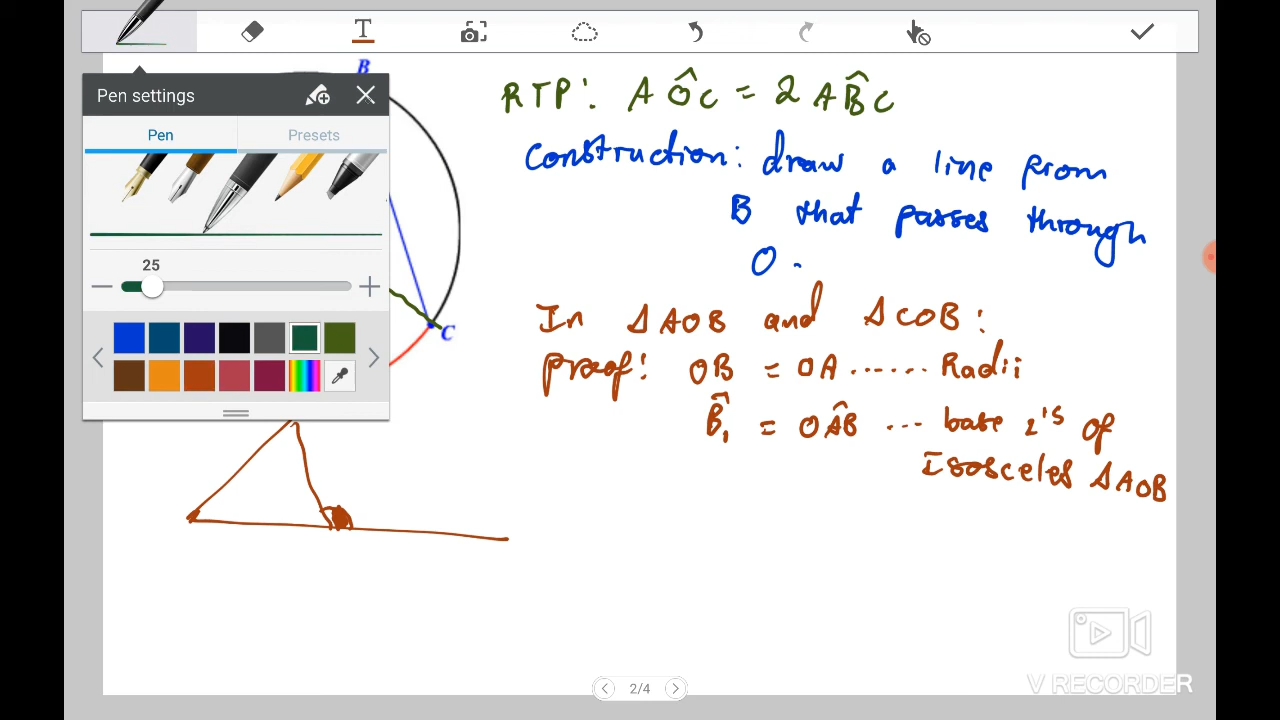 T
Pen settings
Pen
Presets
25
B
C
RTP: AÔC = 2AB̂C
Construction: draw a line from
B that passes through
O.
In ΔAOB and ΔCOB:
Proof: OB = OA ...... Radii
B̂₁ = OÂB ... base ∠'s of
Isosceles ΔAOB
2/4
V RECORDER